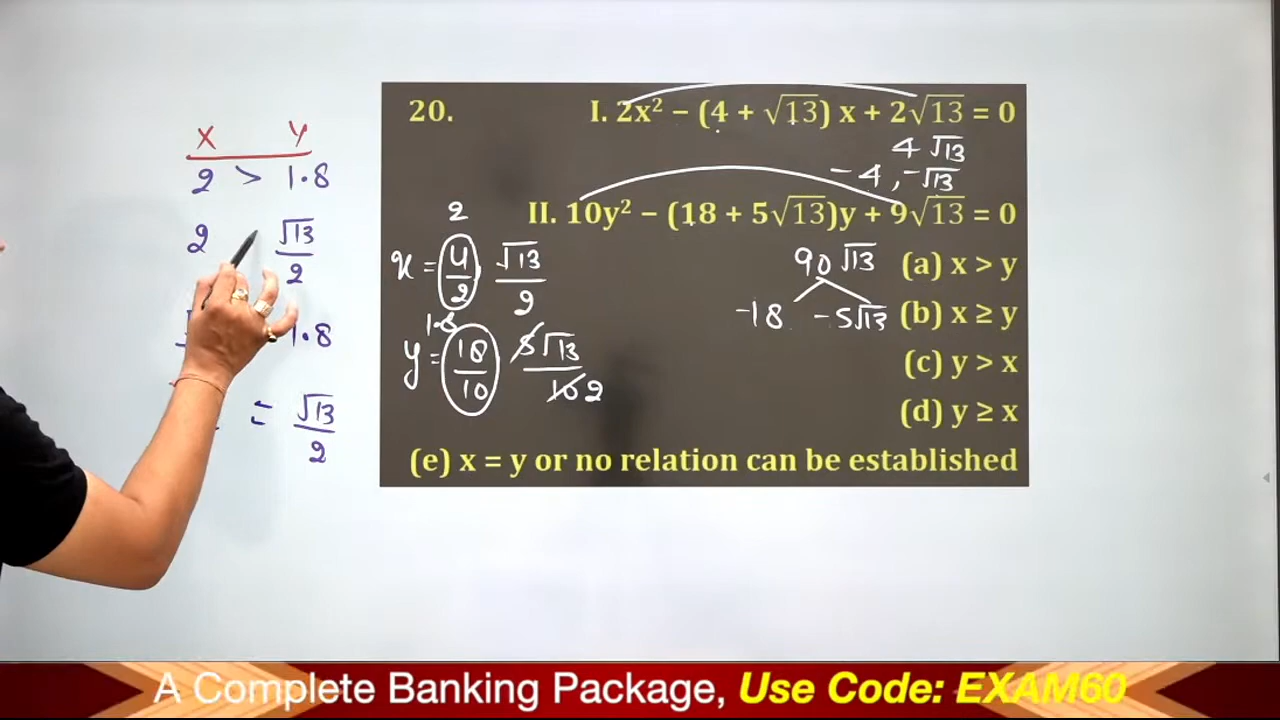 X Y
2 > 1.8
2 √13/2
1.8
= √13/2
20. I. 2x² − (4 + √13) x + 2√13 = 0
4 √13
−4 , −√13
II. 10y² − (18 + 5√13)y + 9√13 = 0
90 √13
−18 −5√13
2
x = 4/2, √13/2
1.8
y = 18/10 5√13/10 2
(a) x > y
(b) x ≥ y
(c) y > x
(d) y ≥ x
(e) x = y or no relation can be established
A Complete Banking Package, Use Code: EXAM60